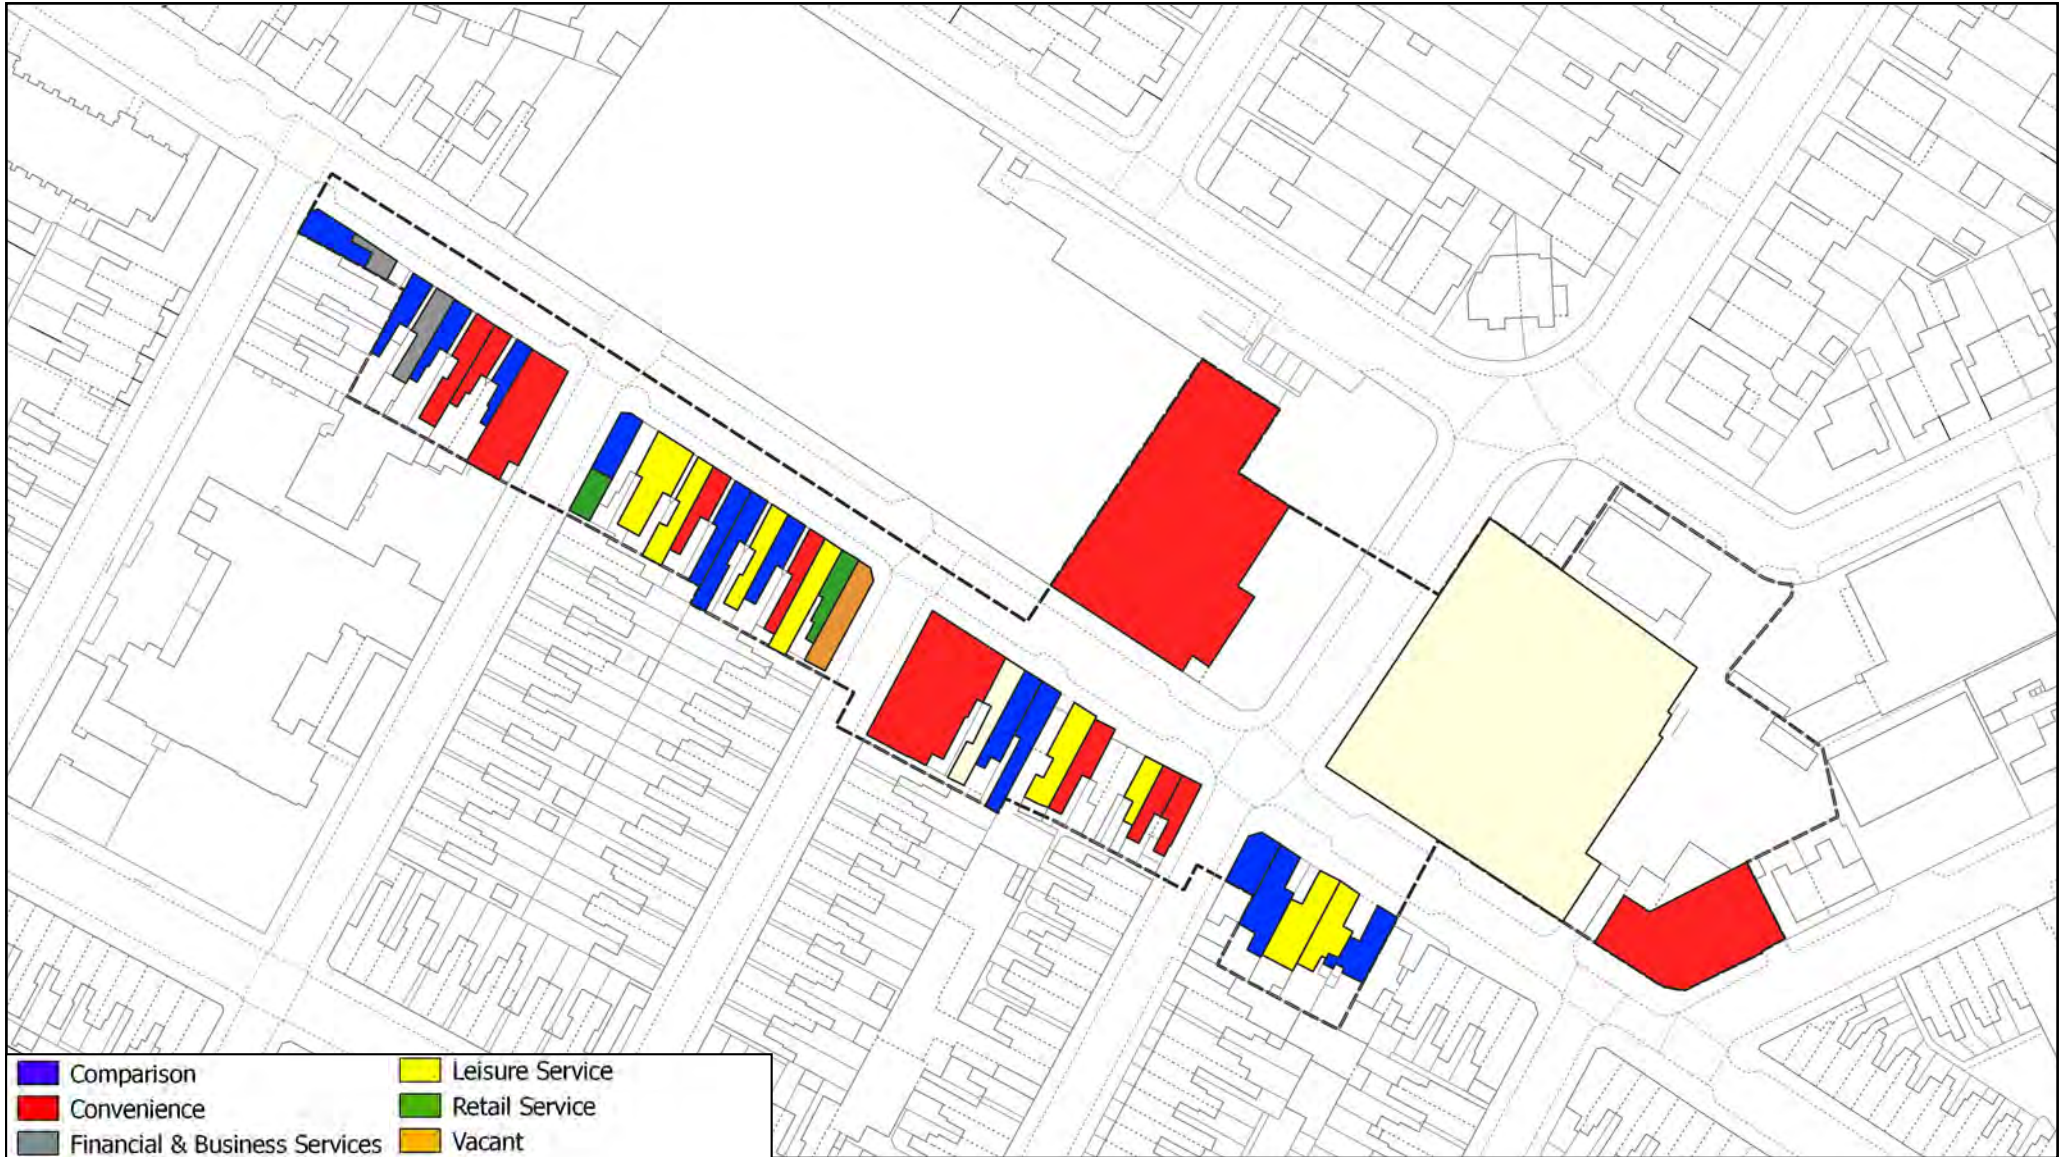 Comparison
Convenience
Financial & Business Services
Leisure Service
Retail Service
Vacant